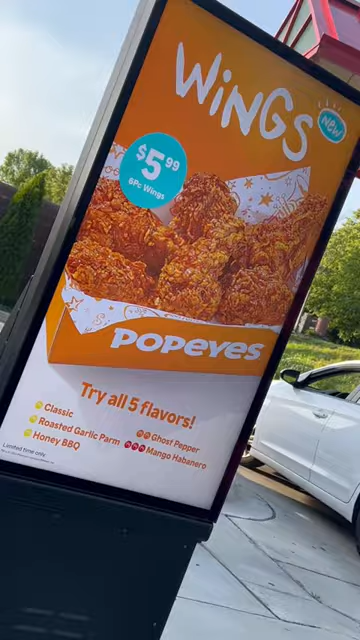 WiNGS
NEW
$5.99
6Pc Wings
POPEYES
Try all 5 flavors!
Classic
Roasted Garlic Parm
Honey BBQ
Ghost Pepper
Mango Habanero
Limited time only.